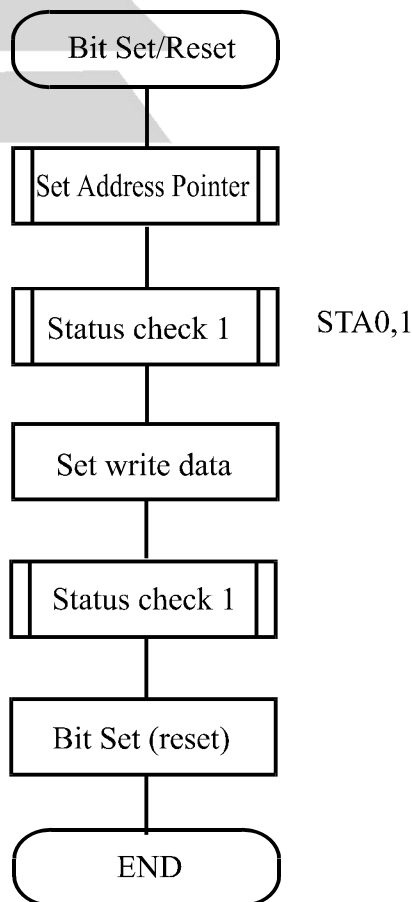 Bit Set/Reset
Set Address Pointer
Status check 1
STA0,1
Set write data
Status check 1
Bit Set (reset)
END